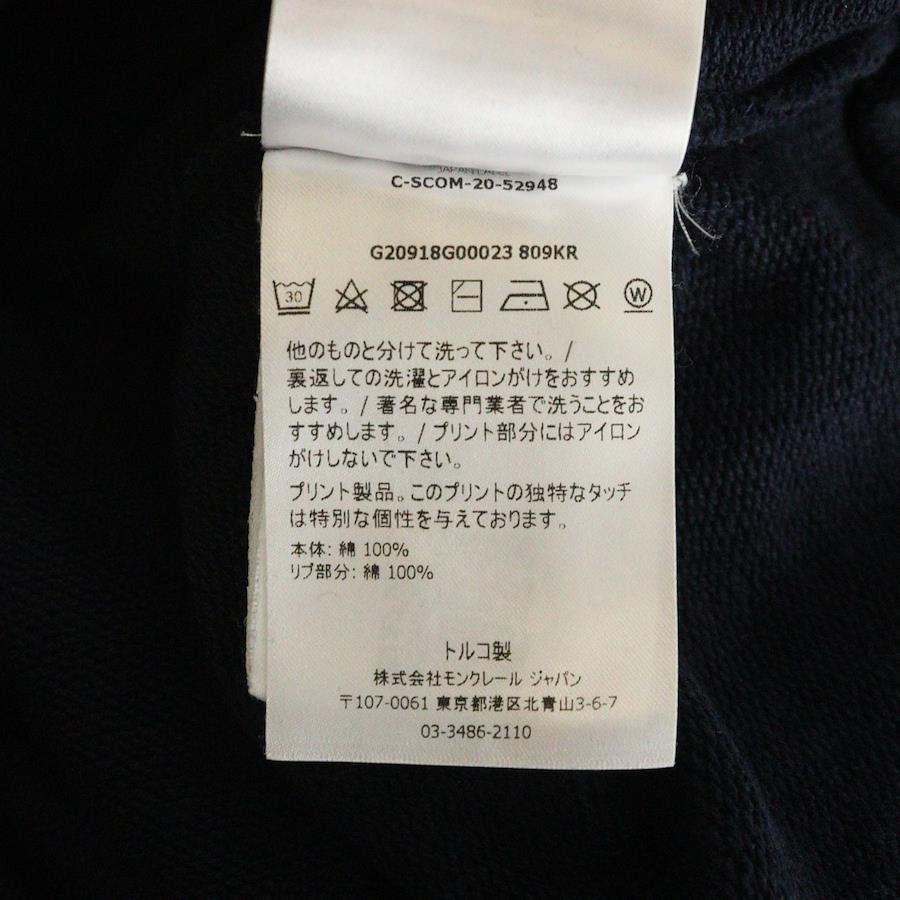 C-SCOM-20-52948
G20918G00023 809KR
30
W
他のものと分けて洗って下さい。/
裏返しての洗濯とアイロンがけをおすすめ
します。/ 著名な専門業者で洗うことをお
すすめします。/ プリント部分にはアイロン
がけしないで下さい。
プリント製品。このプリントの独特なタッチ
は特別な個性を与えております。
本体: 綿 100%
リブ部分: 綿 100%
トルコ製
株式会社モンクレール ジャパン
〒107-0061 東京都港区北青山3-6-7
03-3486-2110